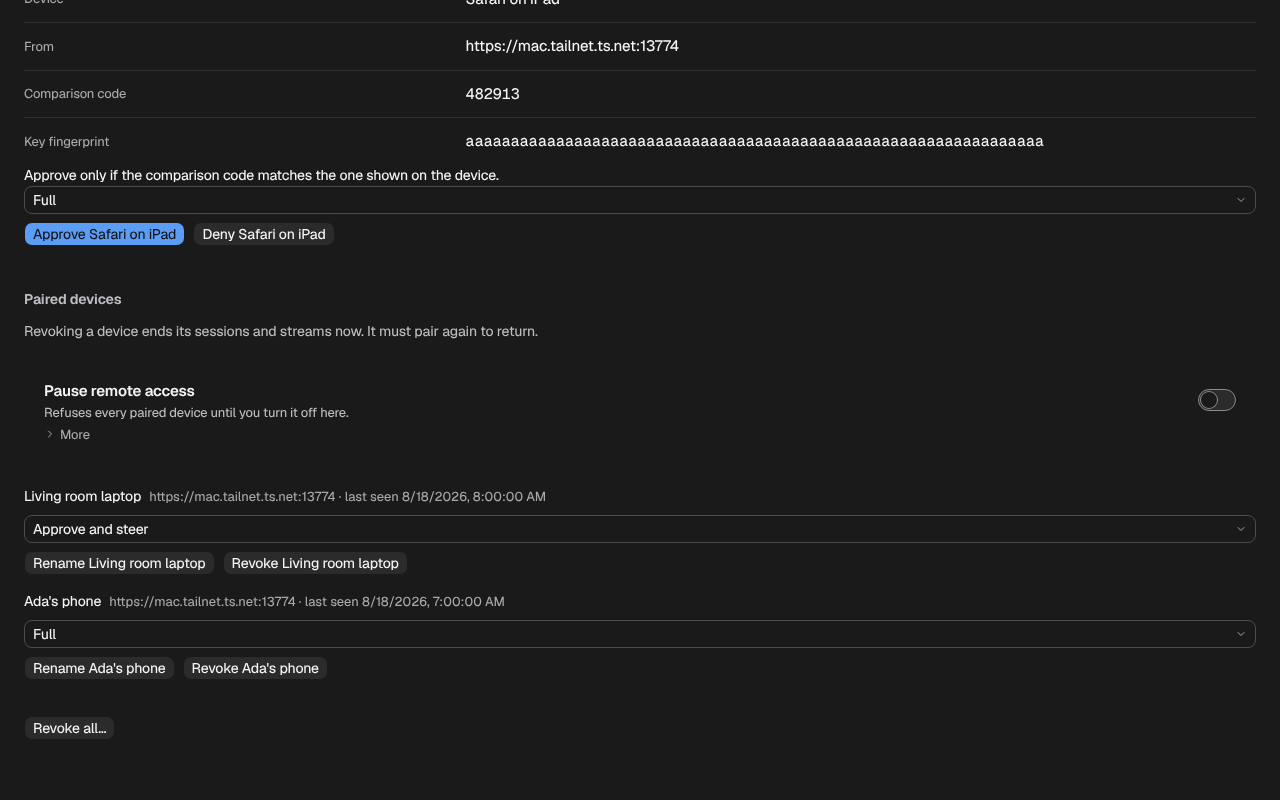 Device Safari on iPad
From https://mac.tailnet.ts.net:13774
Comparison code 482913
Key fingerprint aaaaaaaaaaaaaaaaaaaaaaaaaaaaaaaaaaaaaaaaaaaaaaaaaaaaaaaaaaaaaaaa
Approve only if the comparison code matches the one shown on the device.
Full
Approve Safari on iPad Deny Safari on iPad
Paired devices
Revoking a device ends its sessions and streams now. It must pair again to return.
Pause remote access
Refuses every paired device until you turn it off here.
More
Living room laptop https://mac.tailnet.ts.net:13774 · last seen 8/18/2026, 8:00:00 AM
Approve and steer
Rename Living room laptop Revoke Living room laptop
Ada's phone https://mac.tailnet.ts.net:13774 · last seen 8/18/2026, 7:00:00 AM
Full
Rename Ada's phone Revoke Ada's phone
Revoke all...